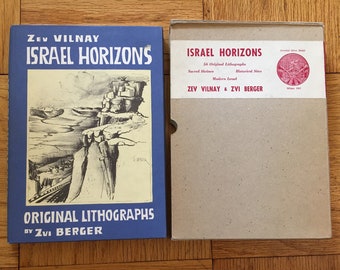 ZEV VILNAY
ISRAEL HORIZONS
ORIGINAL LITHOGRAPHS
BY ZVI BERGER
ISRAEL HORIZONS
24 Original Lithographs
Sacred Shrines Historical Sites
Modern Israel
ZEV VILNAY & ZVI BERGER